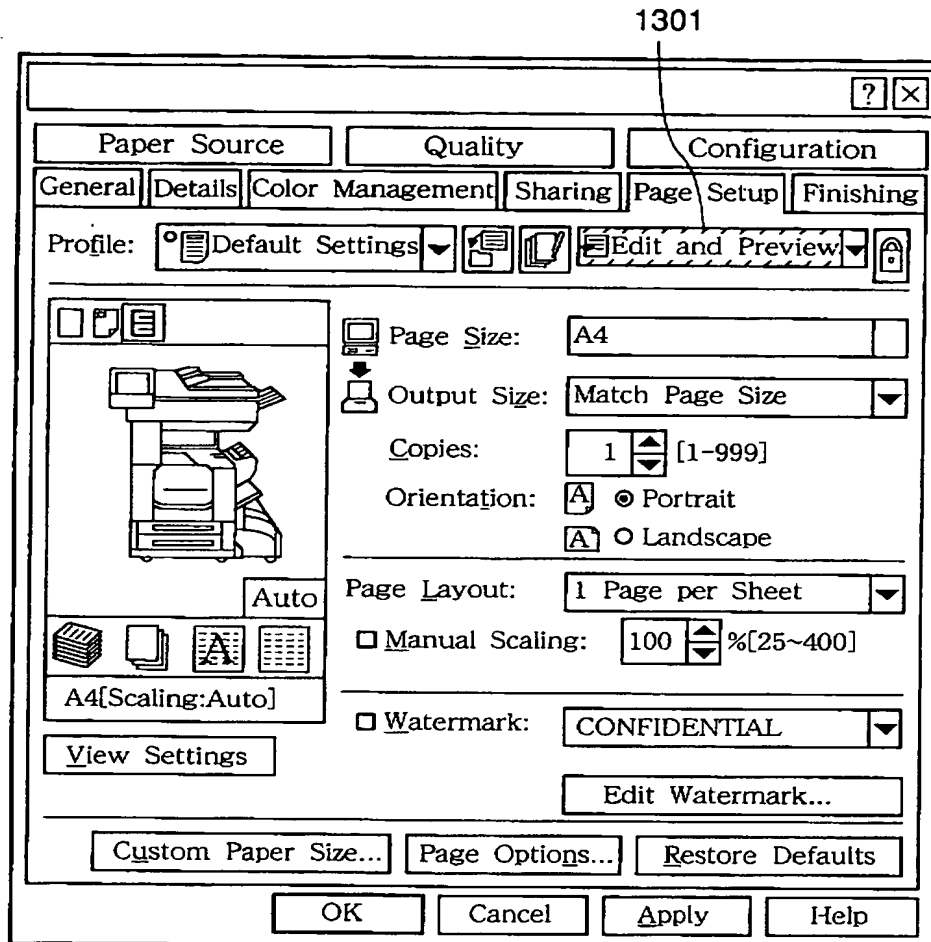 1301
? ×
Paper Source Quality Configuration
General Details Color Management Sharing Page Setup Finishing
Profile: Default Settings Edit and Preview
Page Size: A4
Output Size: Match Page Size
Copies: 1 [1-999]
Orientation: A Portrait
A Landscape
Auto
Page Layout: 1 Page per Sheet
A
Manual Scaling: 100 %[25~400]
A4[Scaling:Auto]
Watermark: CONFIDENTIAL
View Settings
Edit Watermark...
Custom Paper Size... Page Options... Restore Defaults
OK Cancel Apply Help